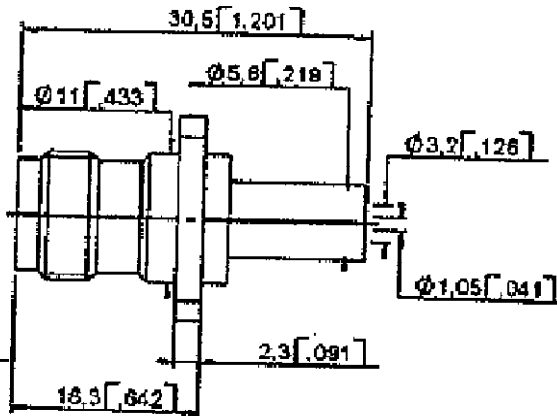 30,5[1,201]
Ø5,6[,219]
Ø11[,433]
Ø3,2[,126]
Ø1,05[,041]
2,3[,091]
16,3[,642]